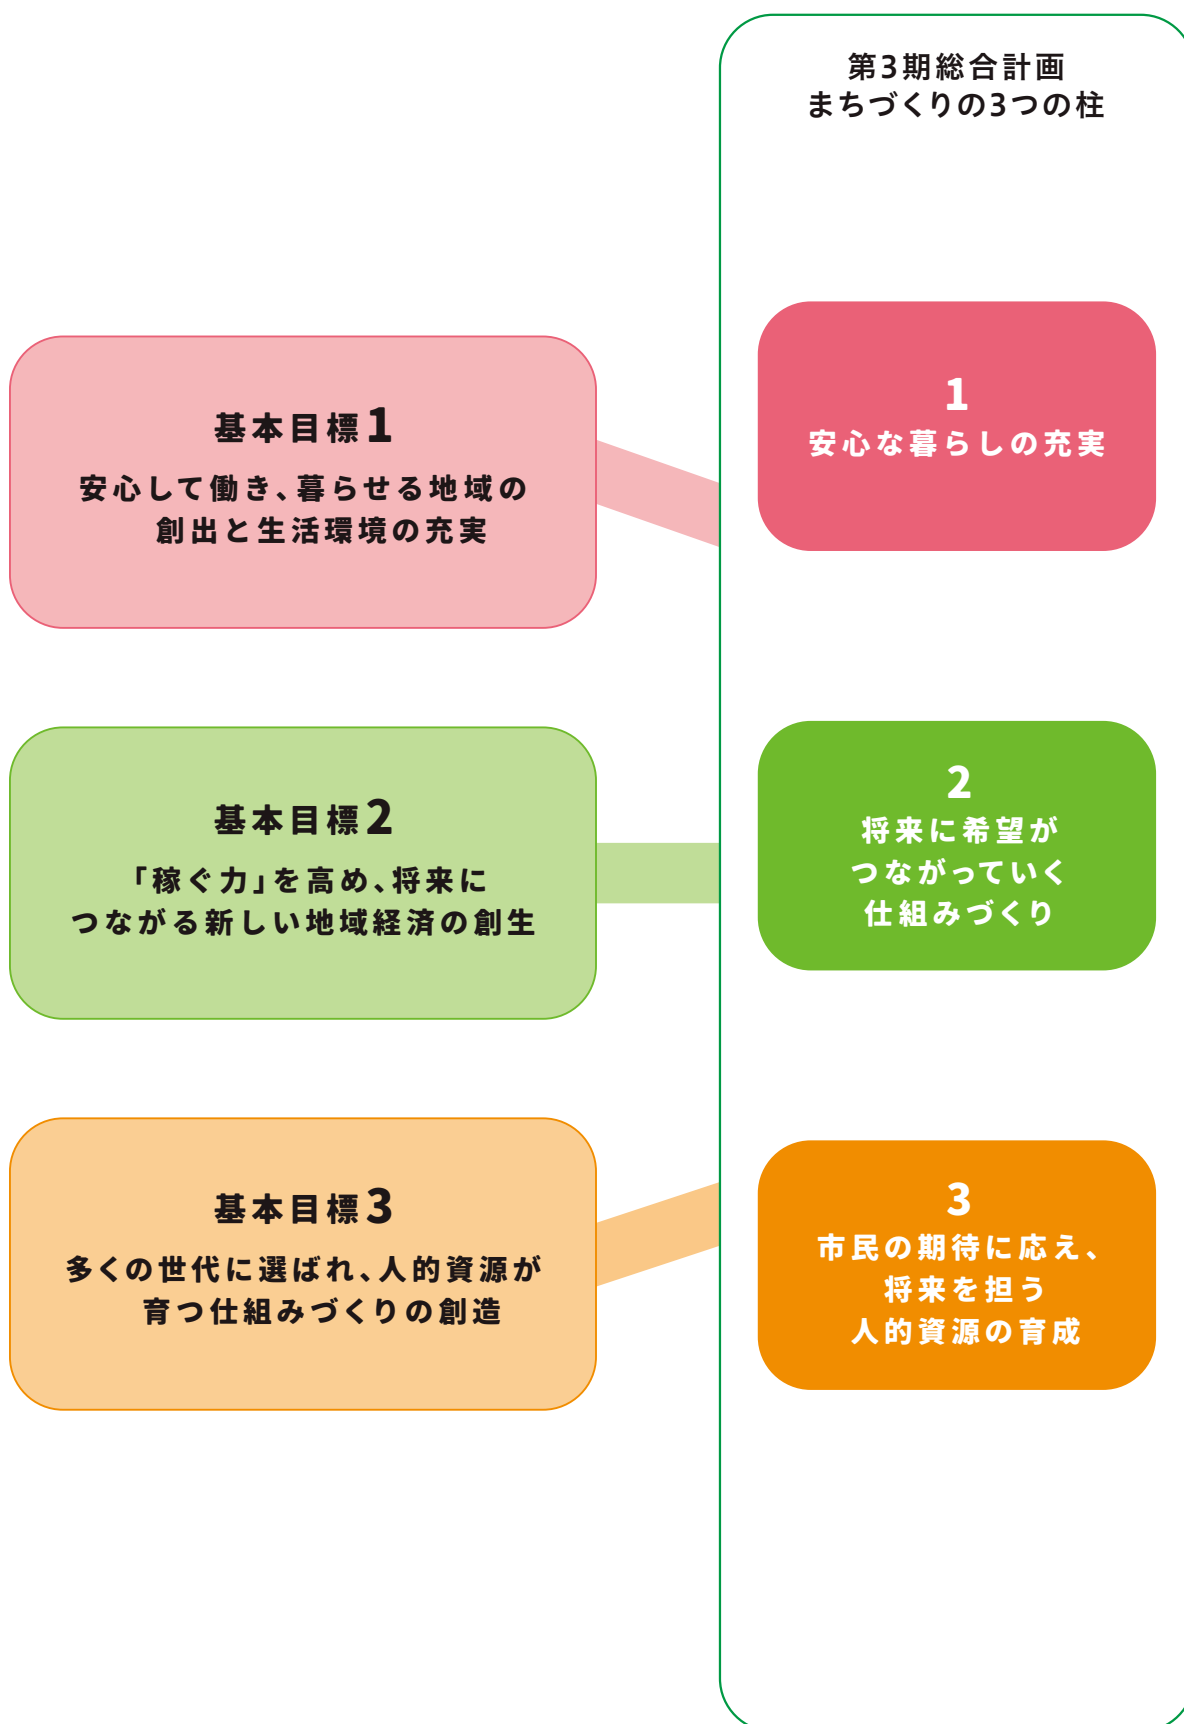 第3期総合計画
まちづくりの3つの柱
基本目標1
安心して働き、暮らせる地域の
創出と生活環境の充実
1
安心な暮らしの充実
基本目標2
「稼ぐ力」を高め、将来に
つながる新しい地域経済の創生
2
将来に希望が
つながっていく
仕組みづくり
基本目標3
多くの世代に選ばれ、人的資源が
育つ仕組みづくりの創造
3
市民の期待に応え、
将来を担う
人的資源の育成